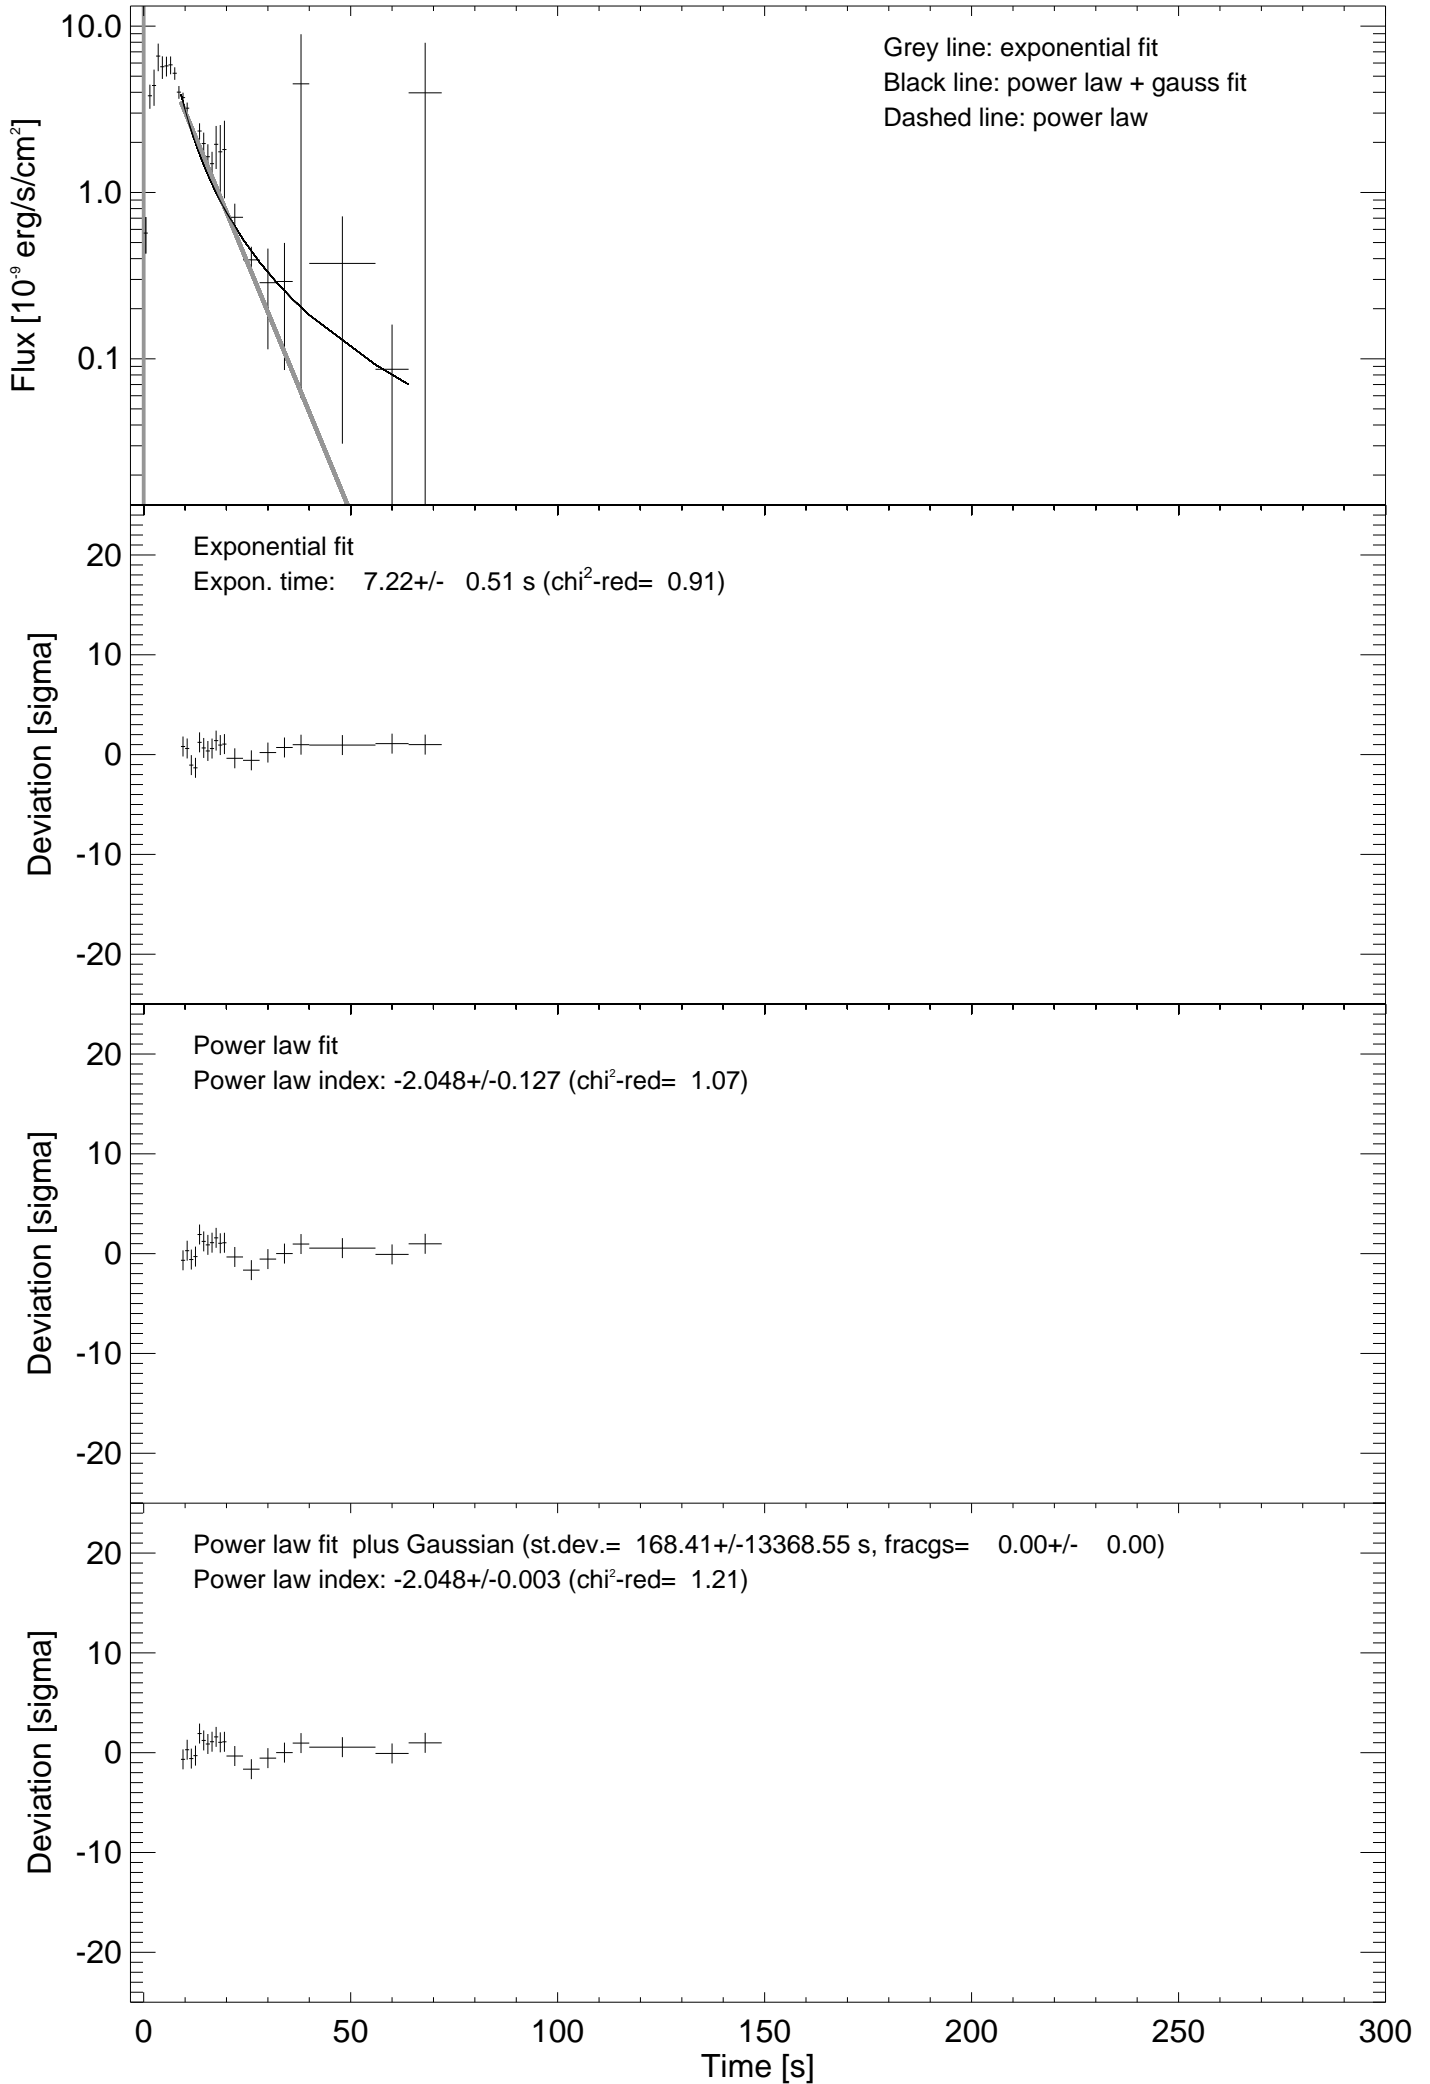 10.0
1.0
0.1
Flux [10⁻⁹ erg/s/cm²]
Grey line: exponential fit
Black line: power law + gauss fit
Dashed line: power law
20
10
0
-10
-20
Deviation [sigma]
Exponential fit
Expon. time: 7.22+/- 0.51 s (chi²-red= 0.91)
20
10
0
-10
-20
Deviation [sigma]
Power law fit
Power law index: -2.048+/-0.127 (chi²-red= 1.07)
20
10
0
-10
-20
Deviation [sigma]
Power law fit plus Gaussian (st.dev.= 168.41+/-13368.55 s, fracgs= 0.00+/- 0.00)
Power law index: -2.048+/-0.003 (chi²-red= 1.21)
0 50 100 150 200 250 300
Time [s]